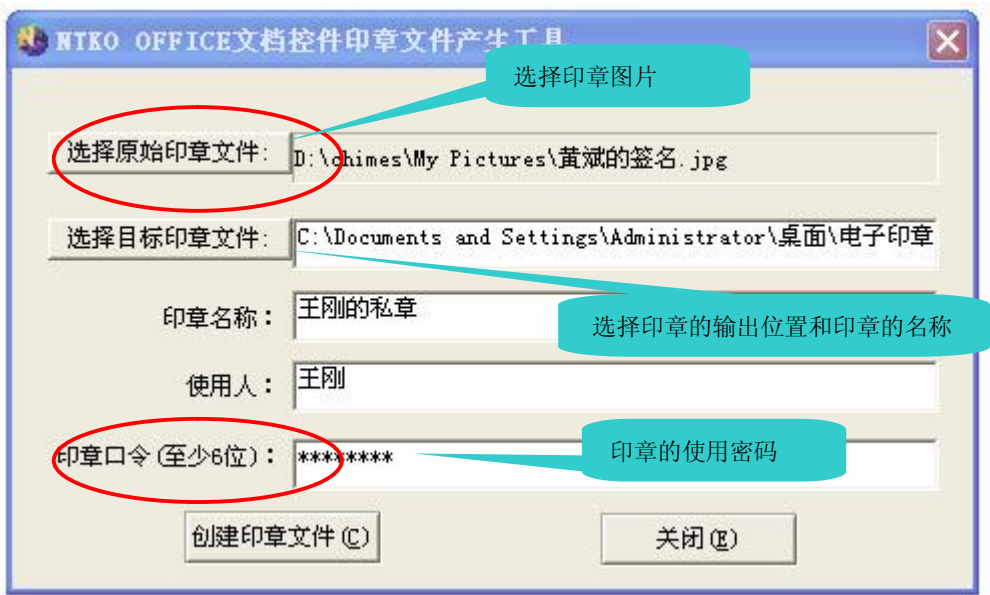 NTKO OFFICE文档控件印章文件产生工具
选择印章图片
选择原始印章文件:
D:\chimes\My Pictures\黄斌的签名.jpg
选择目标印章文件:
C:\Documents and Settings\Administrator\桌面\电子印章
印章名称：
王刚的私章
选择印章的输出位置和印章的名称
使用人：
王刚
印章口令(至少6位)：
********
印章的使用密码
创建印章文件(C)
关闭(E)